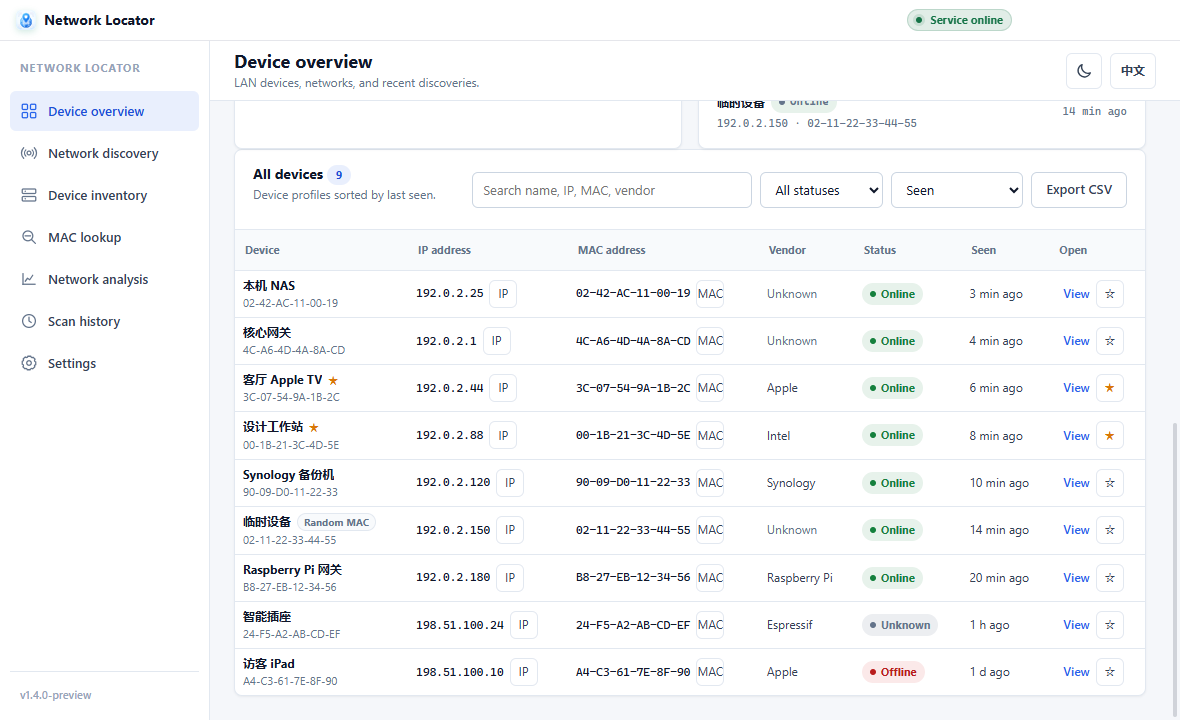 Network Locator
Service online
NETWORK LOCATOR
Device overview
Network discovery
Device inventory
MAC lookup
Network analysis
Scan history
Settings
v1.4.0-preview
Device overview
LAN devices, networks, and recent discoveries.
中文
临时设备 Online
192.0.2.150 · 02-11-22-33-44-55
14 min ago
All devices 9
Device profiles sorted by last seen.
Search name, IP, MAC, vendor
All statuses
Seen
Export CSV
Device IP address MAC address Vendor Status Seen Open
本机 NAS
02-42-AC-11-00-19
192.0.2.25 IP 02-42-AC-11-00-19 MAC Unknown Online 3 min ago View ☆
核心网关
4C-A6-4D-4A-8A-CD
192.0.2.1 IP 4C-A6-4D-4A-8A-CD MAC Unknown Online 4 min ago View ☆
客厅 Apple TV ★
3C-07-54-9A-1B-2C
192.0.2.44 IP 3C-07-54-9A-1B-2C MAC Apple Online 6 min ago View ★
设计工作站 ★
00-1B-21-3C-4D-5E
192.0.2.88 IP 00-1B-21-3C-4D-5E MAC Intel Online 8 min ago View ★
Synology 备份机
90-09-D0-11-22-33
192.0.2.120 IP 90-09-D0-11-22-33 MAC Synology Online 10 min ago View ☆
临时设备 Random MAC
02-11-22-33-44-55
192.0.2.150 IP 02-11-22-33-44-55 MAC Unknown Online 14 min ago View ☆
Raspberry Pi 网关
B8-27-EB-12-34-56
192.0.2.180 IP B8-27-EB-12-34-56 MAC Raspberry Pi Online 20 min ago View ☆
智能插座
24-F5-A2-AB-CD-EF
198.51.100.24 IP 24-F5-A2-AB-CD-EF MAC Espressif Unknown 1 h ago View ☆
访客 iPad
A4-C3-61-7E-8F-90
198.51.100.10 IP A4-C3-61-7E-8F-90 MAC Apple Offline 1 d ago View ☆